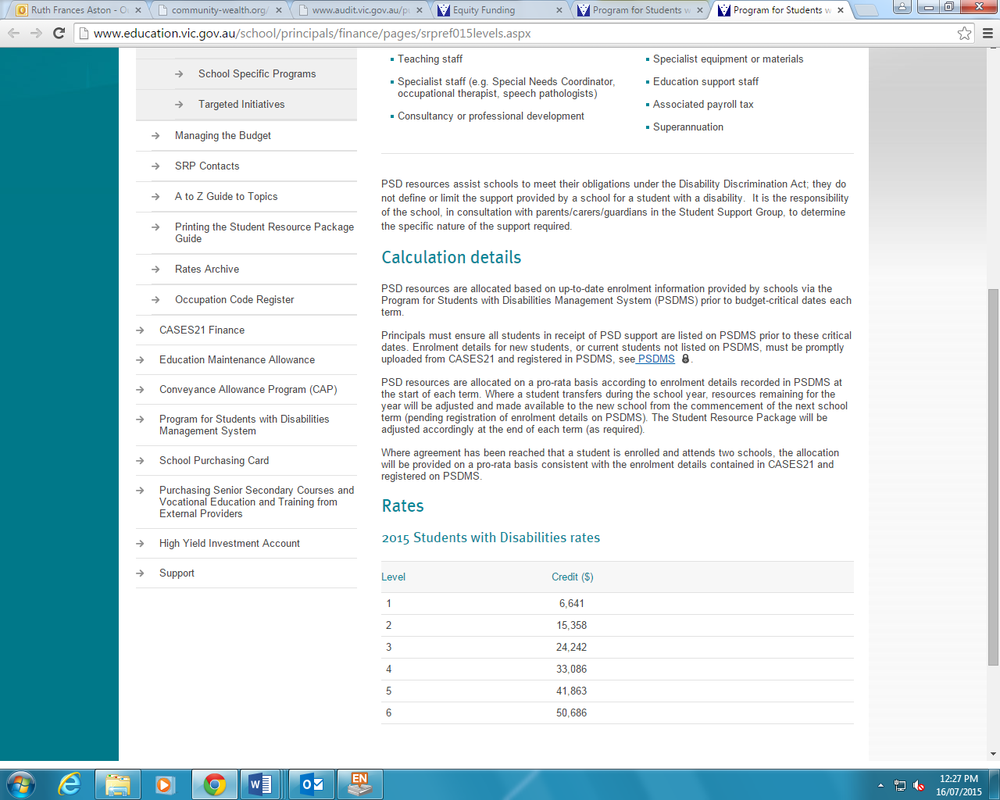 Ruth Frances Aston - Ou
community-wealth.org/
www.audit.vic.gov.au/pu
Equity Funding
Program for Students w
Program for Students w
www.education.vic.gov.au/school/principals/finance/pages/srpref015levels.aspx
School Specific Programs
Targeted Initiatives
Managing the Budget
SRP Contacts
A to Z Guide to Topics
Printing the Student Resource Package
Guide
Rates Archive
Occupation Code Register
CASES21 Finance
Education Maintenance Allowance
Conveyance Allowance Program (CAP)
Program for Students with Disabilities
Management System
School Purchasing Card
Purchasing Senior Secondary Courses and
Vocational Education and Training from
External Providers
High Yield Investment Account
Support
Teaching staff
Specialist staff (e.g. Special Needs Coordinator,
occupational therapist, speech pathologists)
Consultancy or professional development
Specialist equipment or materials
Education support staff
Associated payroll tax
Superannuation
PSD resources assist schools to meet their obligations under the Disability Discrimination Act; they do
not define or limit the support provided by a school for a student with a disability.  It is the responsibility
of the school, in consultation with parents/carers/guardians in the Student Support Group, to determine
the specific nature of the support required.
Calculation details
PSD resources are allocated based on up-to-date enrolment information provided by schools via the
Program for Students with Disabilities Management System (PSDMS) prior to budget-critical dates each
term.
Principals must ensure all students in receipt of PSD support are listed on PSDMS prior to these critical
dates. Enrolment details for new students, or current students not listed on PSDMS, must be promptly
uploaded from CASES21 and registered in PSDMS, see PSDMS .
PSD resources are allocated on a pro-rata basis according to enrolment details recorded in PSDMS at
the start of each term. Where a student transfers during the school year, resources remaining for the
year will be adjusted and made available to the new school from the commencement of the next school
term (pending registration of enrolment details on PSDMS). The Student Resource Package will be
adjusted accordingly at the end of each term (as required).
Where agreement has been reached that a student is enrolled and attends two schools, the allocation
will be provided on a pro-rata basis consistent with the enrolment details contained in CASES21 and
registered on PSDMS.
Rates
2015 Students with Disabilities rates
Level Credit ($)
1 6,641
2 15,358
3 24,242
4 33,086
5 41,863
6 50,686
EN
12:27 PM
16/07/2015